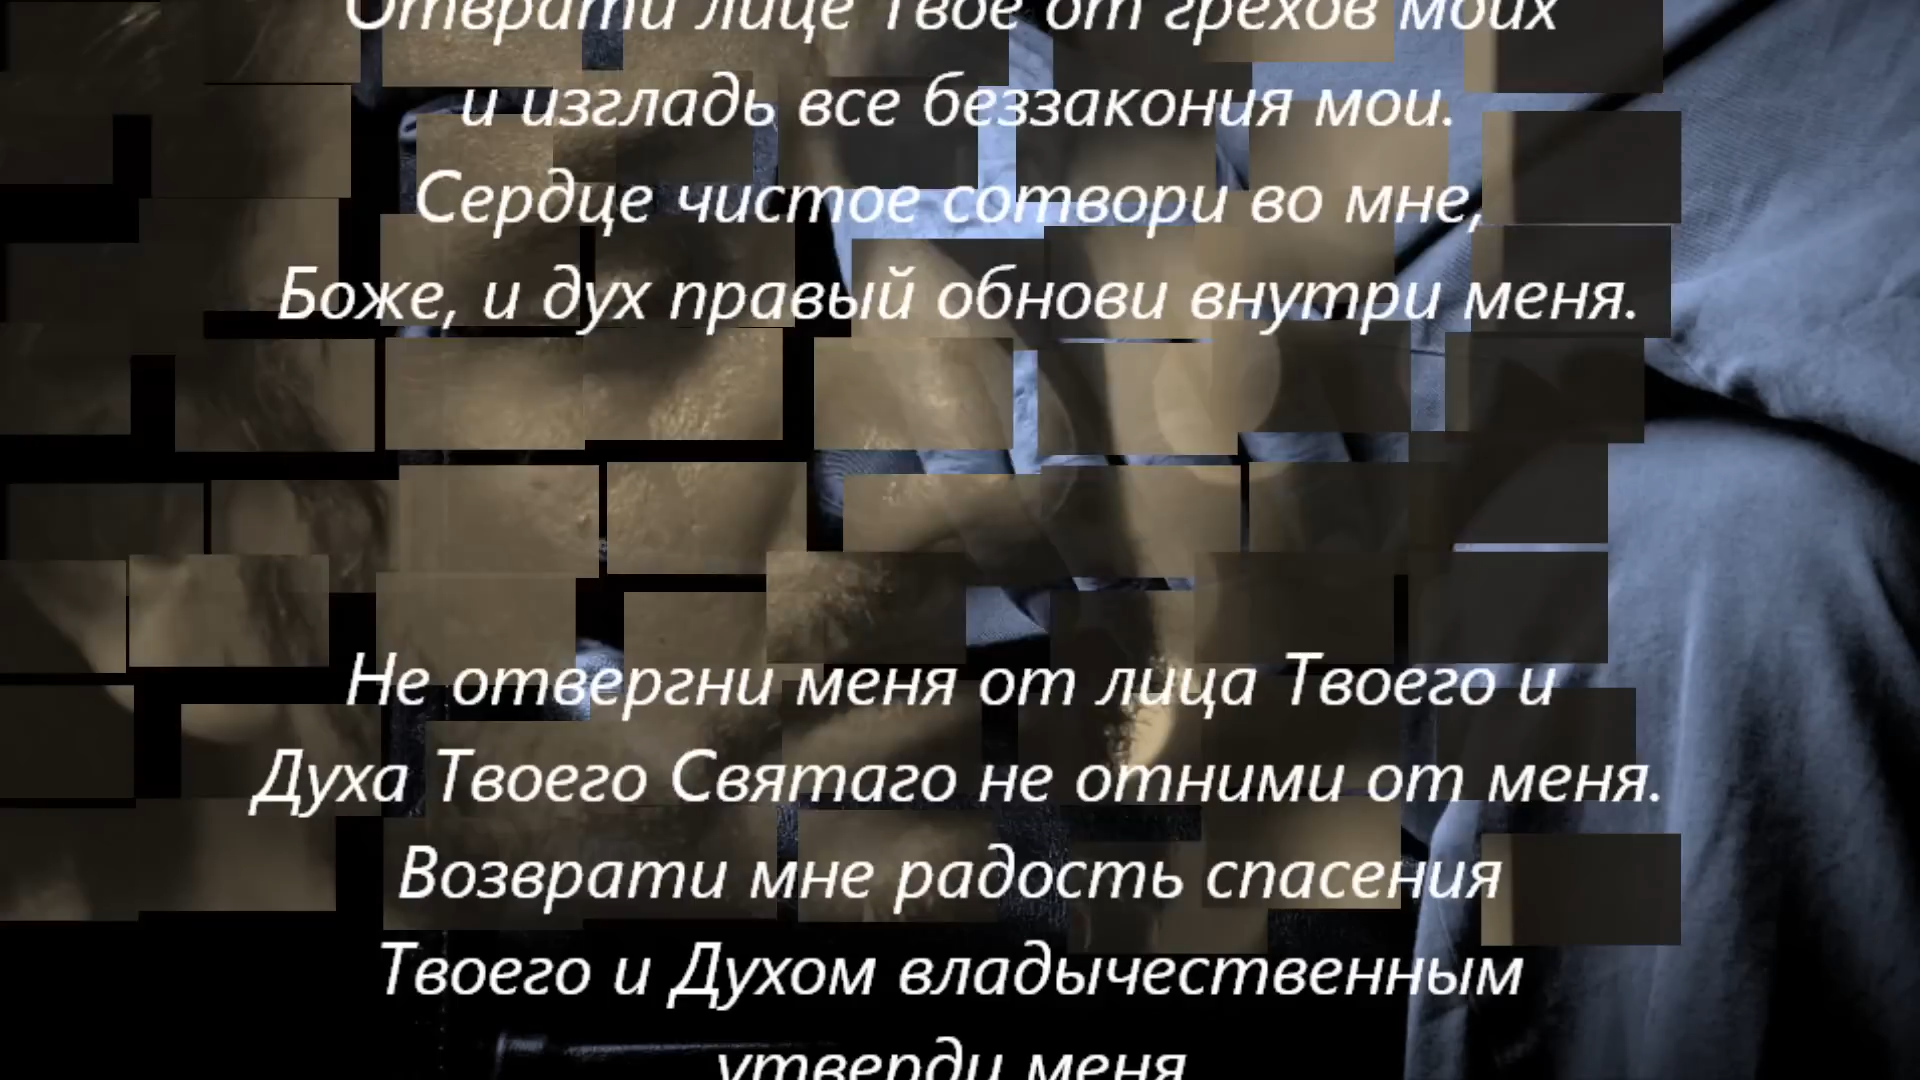 Отврати лице Твое от грехов моих
и изгладь все беззакония мои.
Сердце чистое сотвори во мне,
Боже, и дух правый обнови внутри меня.
Не отвергни меня от лица Твоего и
Духа Твоего Святаго не отними от меня.
Возврати мне радость спасения
Твоего и Духом владычественным
утверди меня